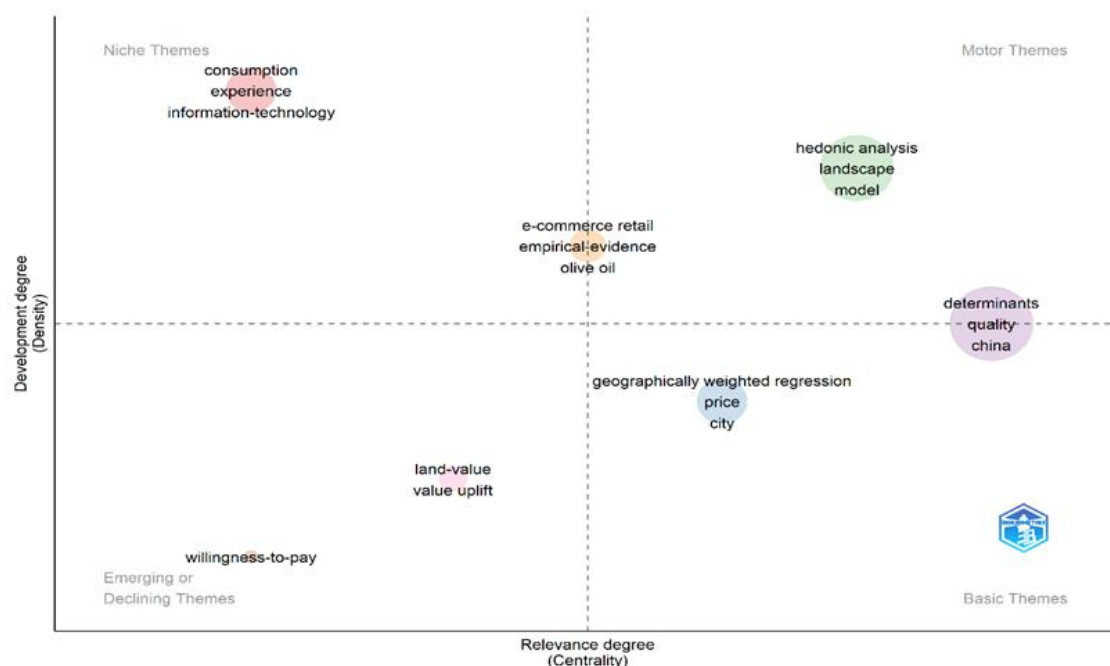 Niche Themes
Motor Themes
consumption
experience
information-technology
hedonic analysis
landscape
model
e-commerce retail
empirical-evidence
olive oil
determinants
quality
china
geographically weighted regression
price
city
land-value
value uplift
willingness-to-pay
Emerging or
Declining Themes
Basic Themes
Development degree
(Density)
Relevance degree
(Centrality)